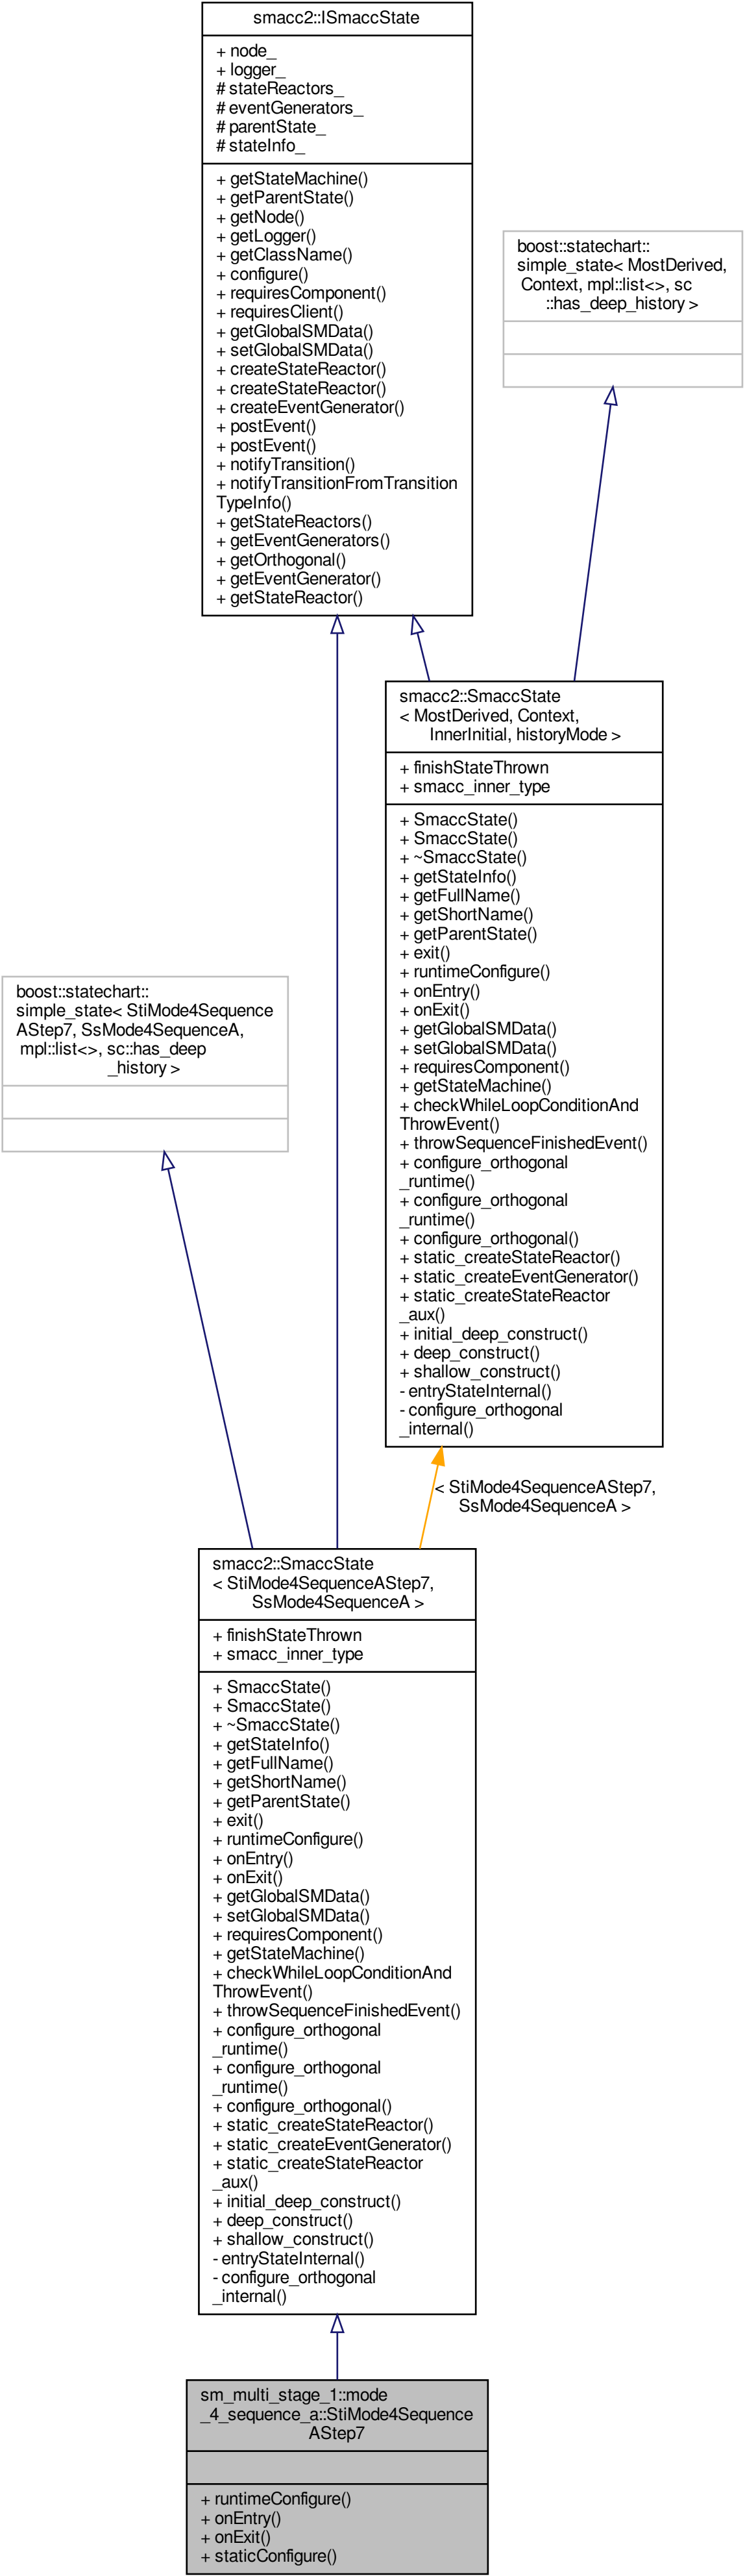 smacc2::ISmaccState
+ node_
+ logger_
# stateReactors_
# eventGenerators_
# parentState_
# stateInfo_
+ getStateMachine()
+ getParentState()
+ getNode()
+ getLogger()
+ getClassName()
+ configure()
+ requiresComponent()
+ requiresClient()
+ getGlobalSMData()
+ setGlobalSMData()
+ createStateReactor()
+ createStateReactor()
+ createEventGenerator()
+ postEvent()
+ postEvent()
+ notifyTransition()
+ notifyTransitionFromTransition
TypeInfo()
+ getStateReactors()
+ getEventGenerators()
+ getOrthogonal()
+ getEventGenerator()
+ getStateReactor()
boost::statechart::
simple_state< MostDerived,
Context, mpl::list<>, sc
::has_deep_history >
smacc2::SmaccState
< MostDerived, Context,
InnerInitial, historyMode >
+ finishStateThrown
+ smacc_inner_type
+ SmaccState()
+ SmaccState()
+ ~SmaccState()
+ getStateInfo()
+ getFullName()
+ getShortName()
+ getParentState()
+ exit()
+ runtimeConfigure()
+ onEntry()
+ onExit()
+ getGlobalSMData()
+ setGlobalSMData()
+ requiresComponent()
+ getStateMachine()
+ checkWhileLoopConditionAnd
ThrowEvent()
+ throwSequenceFinishedEvent()
+ configure_orthogonal
_runtime()
+ configure_orthogonal
_runtime()
+ configure_orthogonal()
+ static_createStateReactor()
+ static_createEventGenerator()
+ static_createStateReactor
_aux()
+ initial_deep_construct()
+ deep_construct()
+ shallow_construct()
- entryStateInternal()
- configure_orthogonal
_internal()
boost::statechart::
simple_state< StiMode4Sequence
AStep7, SsMode4SequenceA,
mpl::list<>, sc::has_deep
_history >
< StiMode4SequenceAStep7,
SsMode4SequenceA >
smacc2::SmaccState
< StiMode4SequenceAStep7,
SsMode4SequenceA >
+ finishStateThrown
+ smacc_inner_type
+ SmaccState()
+ SmaccState()
+ ~SmaccState()
+ getStateInfo()
+ getFullName()
+ getShortName()
+ getParentState()
+ exit()
+ runtimeConfigure()
+ onEntry()
+ onExit()
+ getGlobalSMData()
+ setGlobalSMData()
+ requiresComponent()
+ getStateMachine()
+ checkWhileLoopConditionAnd
ThrowEvent()
+ throwSequenceFinishedEvent()
+ configure_orthogonal
_runtime()
+ configure_orthogonal
_runtime()
+ configure_orthogonal()
+ static_createStateReactor()
+ static_createEventGenerator()
+ static_createStateReactor
_aux()
+ initial_deep_construct()
+ deep_construct()
+ shallow_construct()
- entryStateInternal()
- configure_orthogonal
_internal()
sm_multi_stage_1::mode
_4_sequence_a::StiMode4Sequence
AStep7
+ runtimeConfigure()
+ onEntry()
+ onExit()
+ staticConfigure()